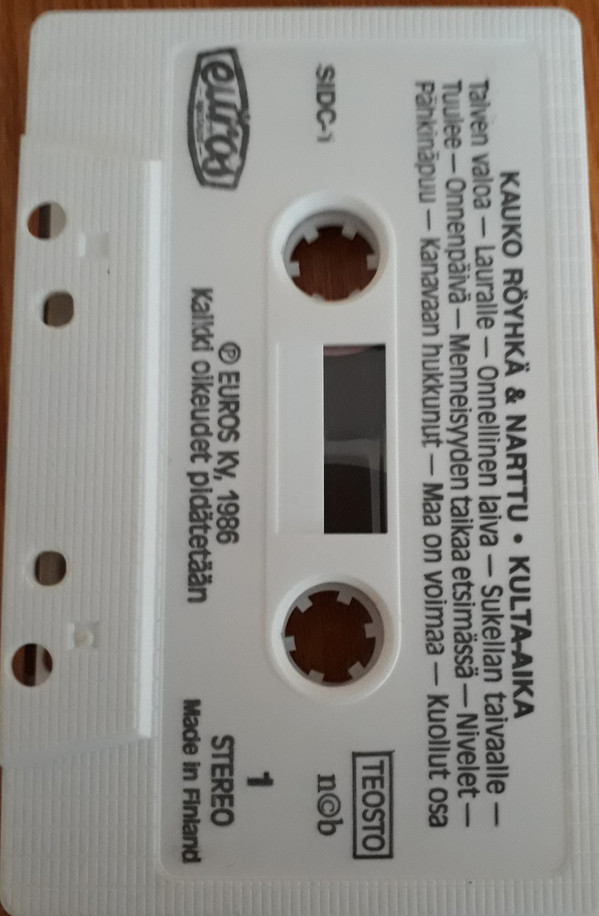 KAUKO RÖYHKÄ & NARTTU • KULTA-AIKA
Talven valoa – Lauralle – Onnellinen laiva – Sukellan taivaalle –
Tuulee – Onnenpäivä – Menneisyyden taikaa etsimässä – Nivelet –
Pähkinäpuu – Kanavaan hukkunut – Maa on voimaa – Kuollut osa
SIDC-1
TEOSTO
n©b
euros
1
STEREO
Made in Finland
℗ EUROS Ky, 1986
Kaikki oikeudet pidätetään